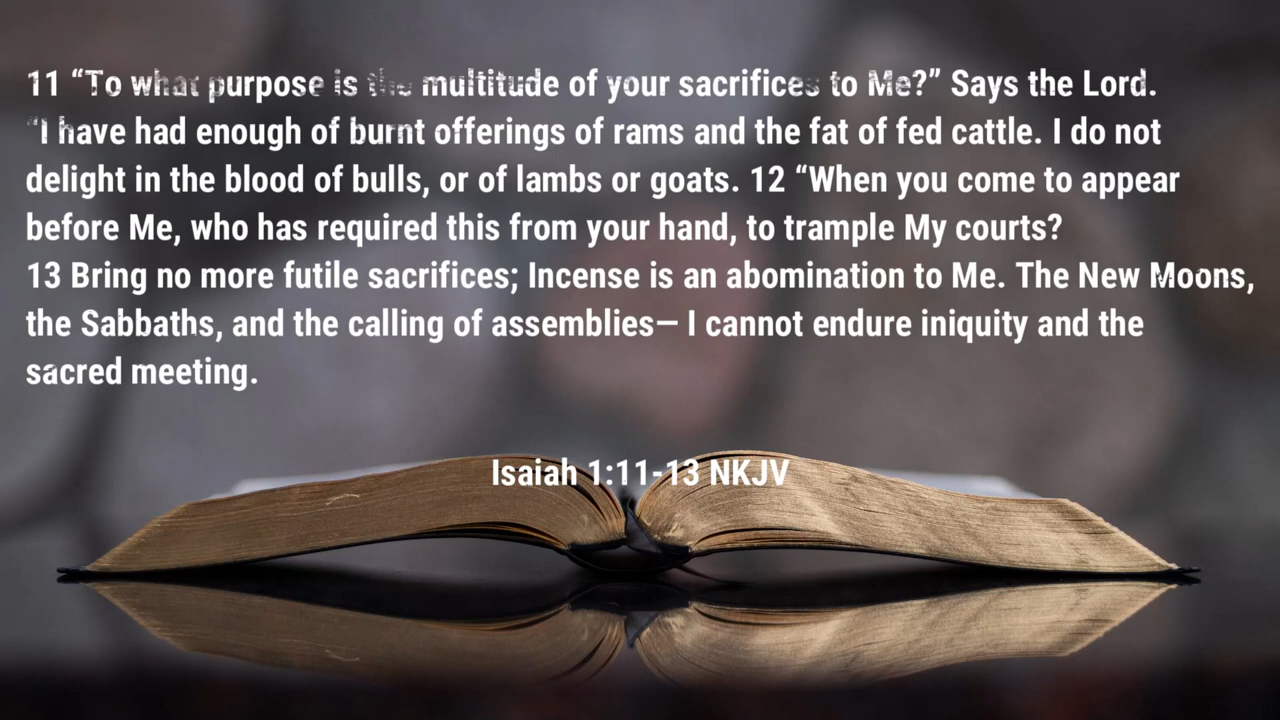 11 “To what purpose is the multitude of your sacrifices to Me?” Says the Lord.
“I have had enough of burnt offerings of rams and the fat of fed cattle. I do not
delight in the blood of bulls, or of lambs or goats. 12 “When you come to appear
before Me, who has required this from your hand, to trample My courts?
13 Bring no more futile sacrifices; Incense is an abomination to Me. The New Moons,
the Sabbaths, and the calling of assemblies— I cannot endure iniquity and the
sacred meeting.
Isaiah 1:11-13 NKJV